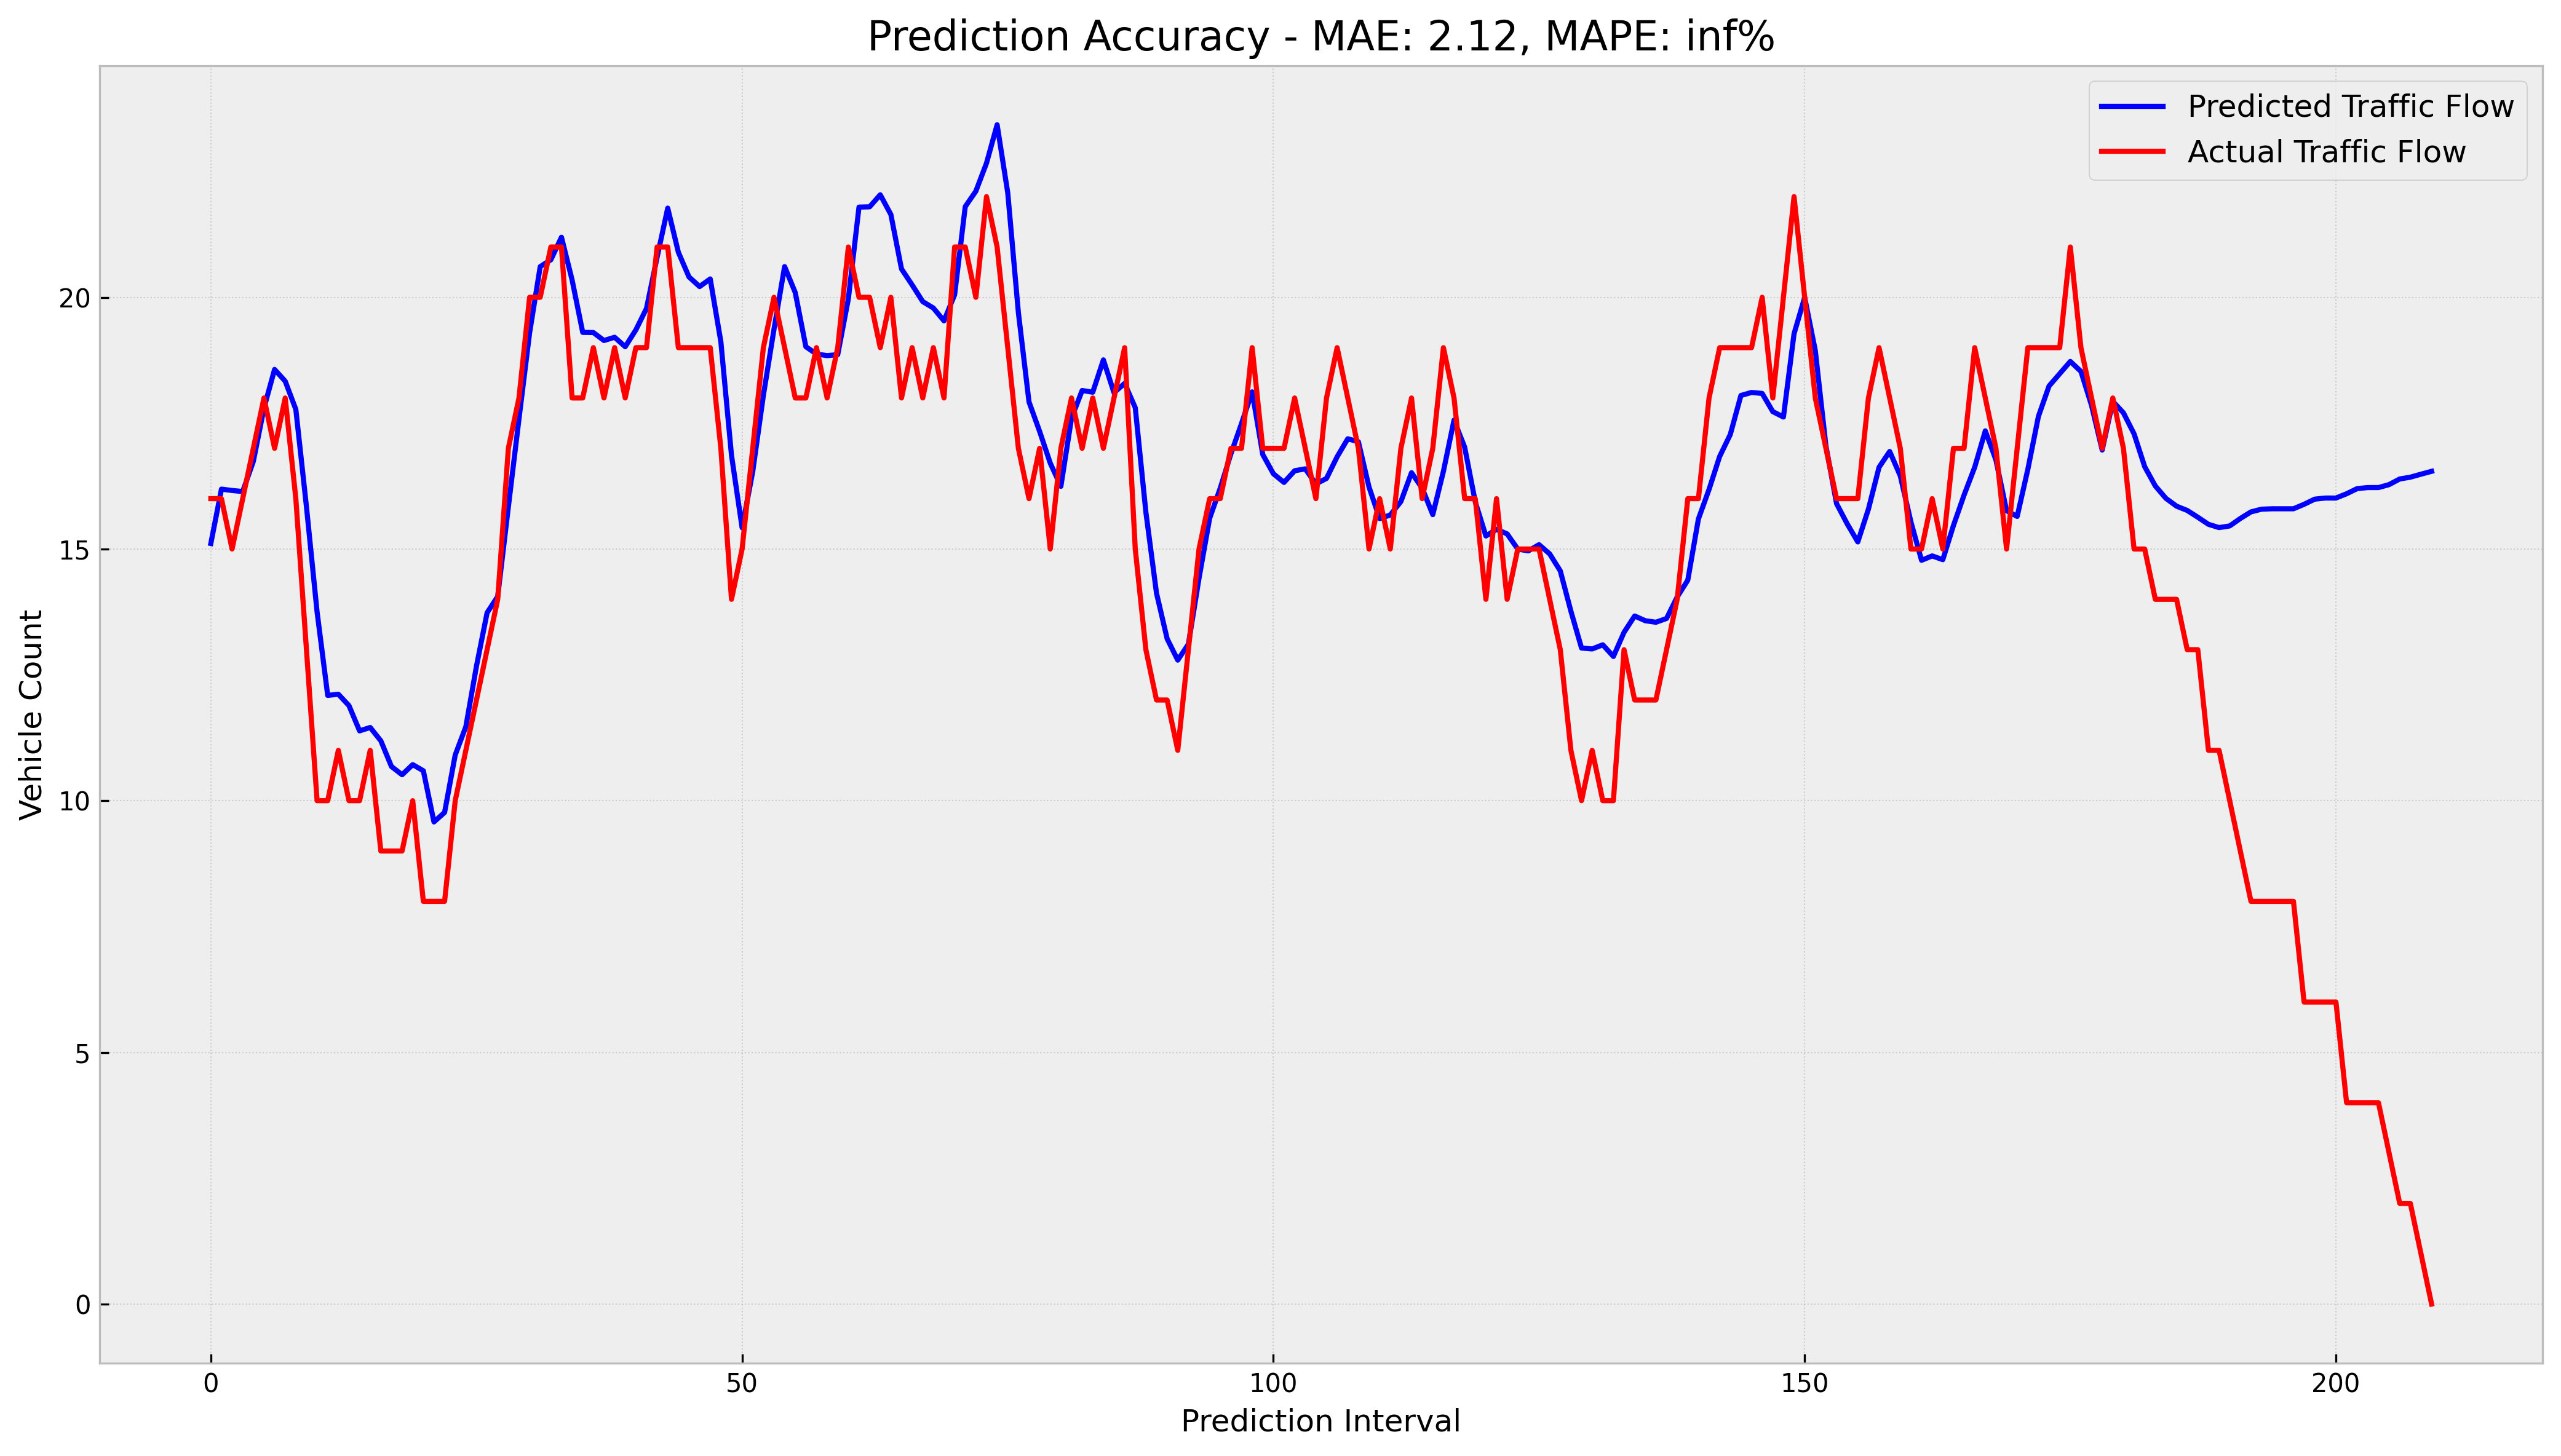 Prediction Accuracy - MAE: 2.12, MAPE: inf%
Predicted Traffic Flow
Actual Traffic Flow
Vehicle Count
20
15
10
5
0
0 50 100 150 200
Prediction Interval